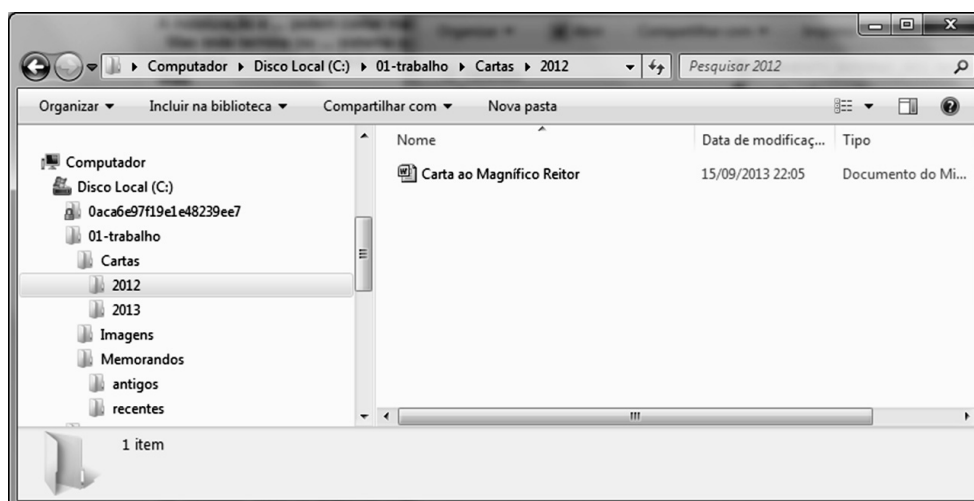 Computador Disco Local (C:) 01-trabalho Cartas 2012 Pesquisar 2012
Organizar Incluir na biblioteca Compartilhar com Nova pasta
Nome Data de modificaç... Tipo
Computador
Disco Local (C:)
0aca6e97f19e1e48239ee7
01-trabalho
Cartas
2012
2013
Imagens
Memorandos
antigos
recentes
Carta ao Magnífico Reitor 15/09/2013 22:05 Documento do Mi...
1 item